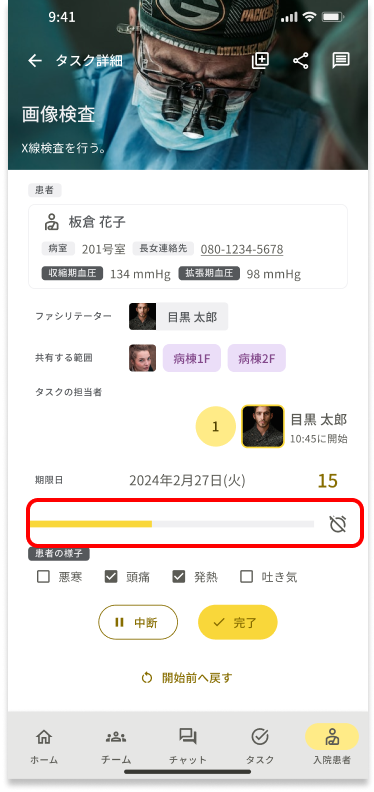 9:41
PACKERS
タスク詳細
画像検査
X線検査を行う。
患者
板倉 花子
病室 201号室 長女連絡先 080-1234-5678
収縮期血圧 134 mmHg 拡張期血圧 98 mmHg
ファシリテーター 目黒 太郎
共有する範囲 病棟1F 病棟2F
タスクの担当者
1 目黒 太郎
10:45に開始
期限日 2024年2月27日(火) 15
患者の様子
悪寒 頭痛 発熱 吐き気
中断 完了
開始前へ戻す
ホーム チーム チャット タスク 入院患者